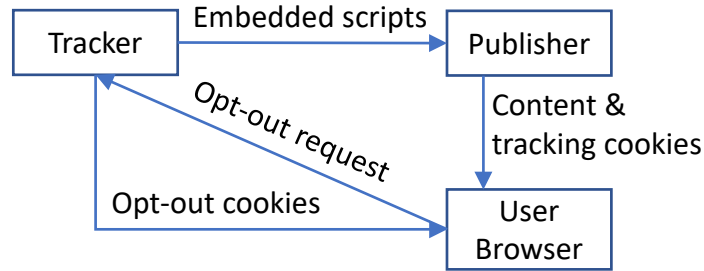 Embedded scripts
Tracker
Publisher
Opt-out request
Content &
tracking cookies
Opt-out cookies
User
Browser